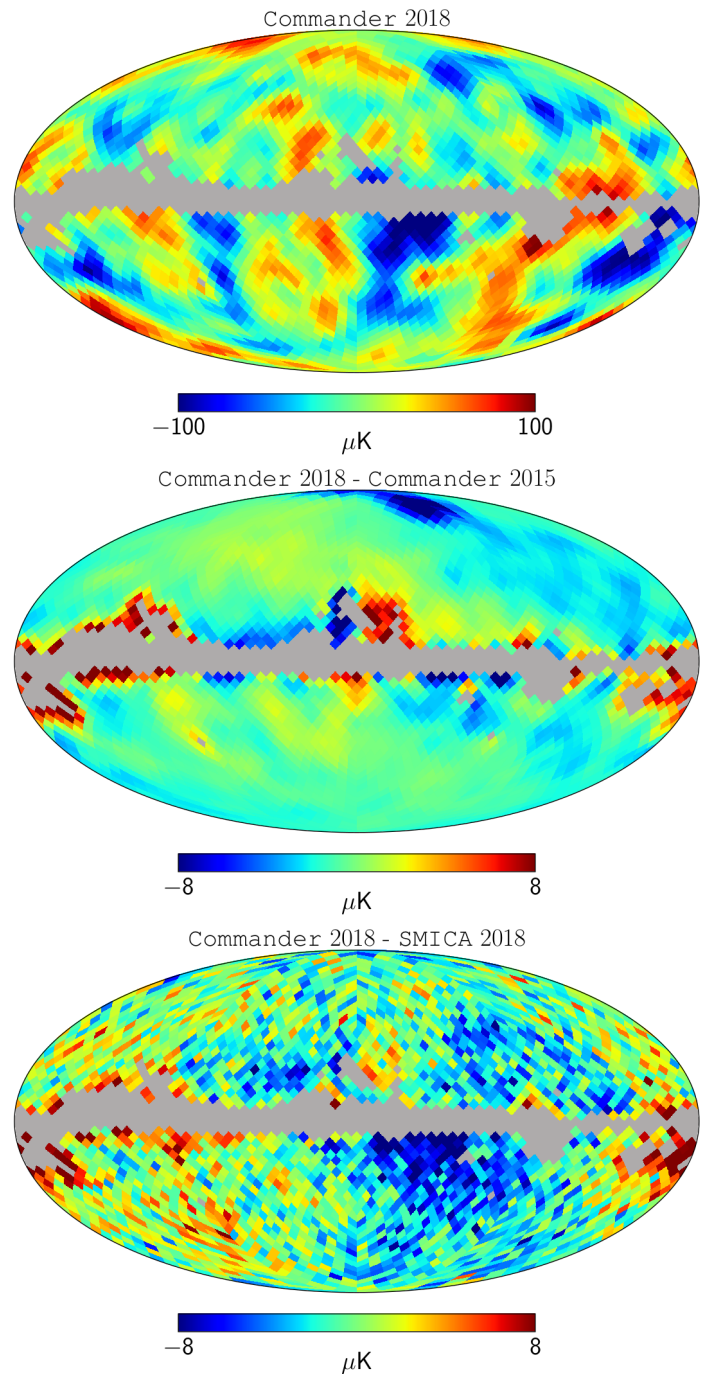 Commander 2018
−100 100
μK
Commander 2018 - Commander 2015
−8 8
μK
Commander 2018 - SMICA 2018
−8 8
μK